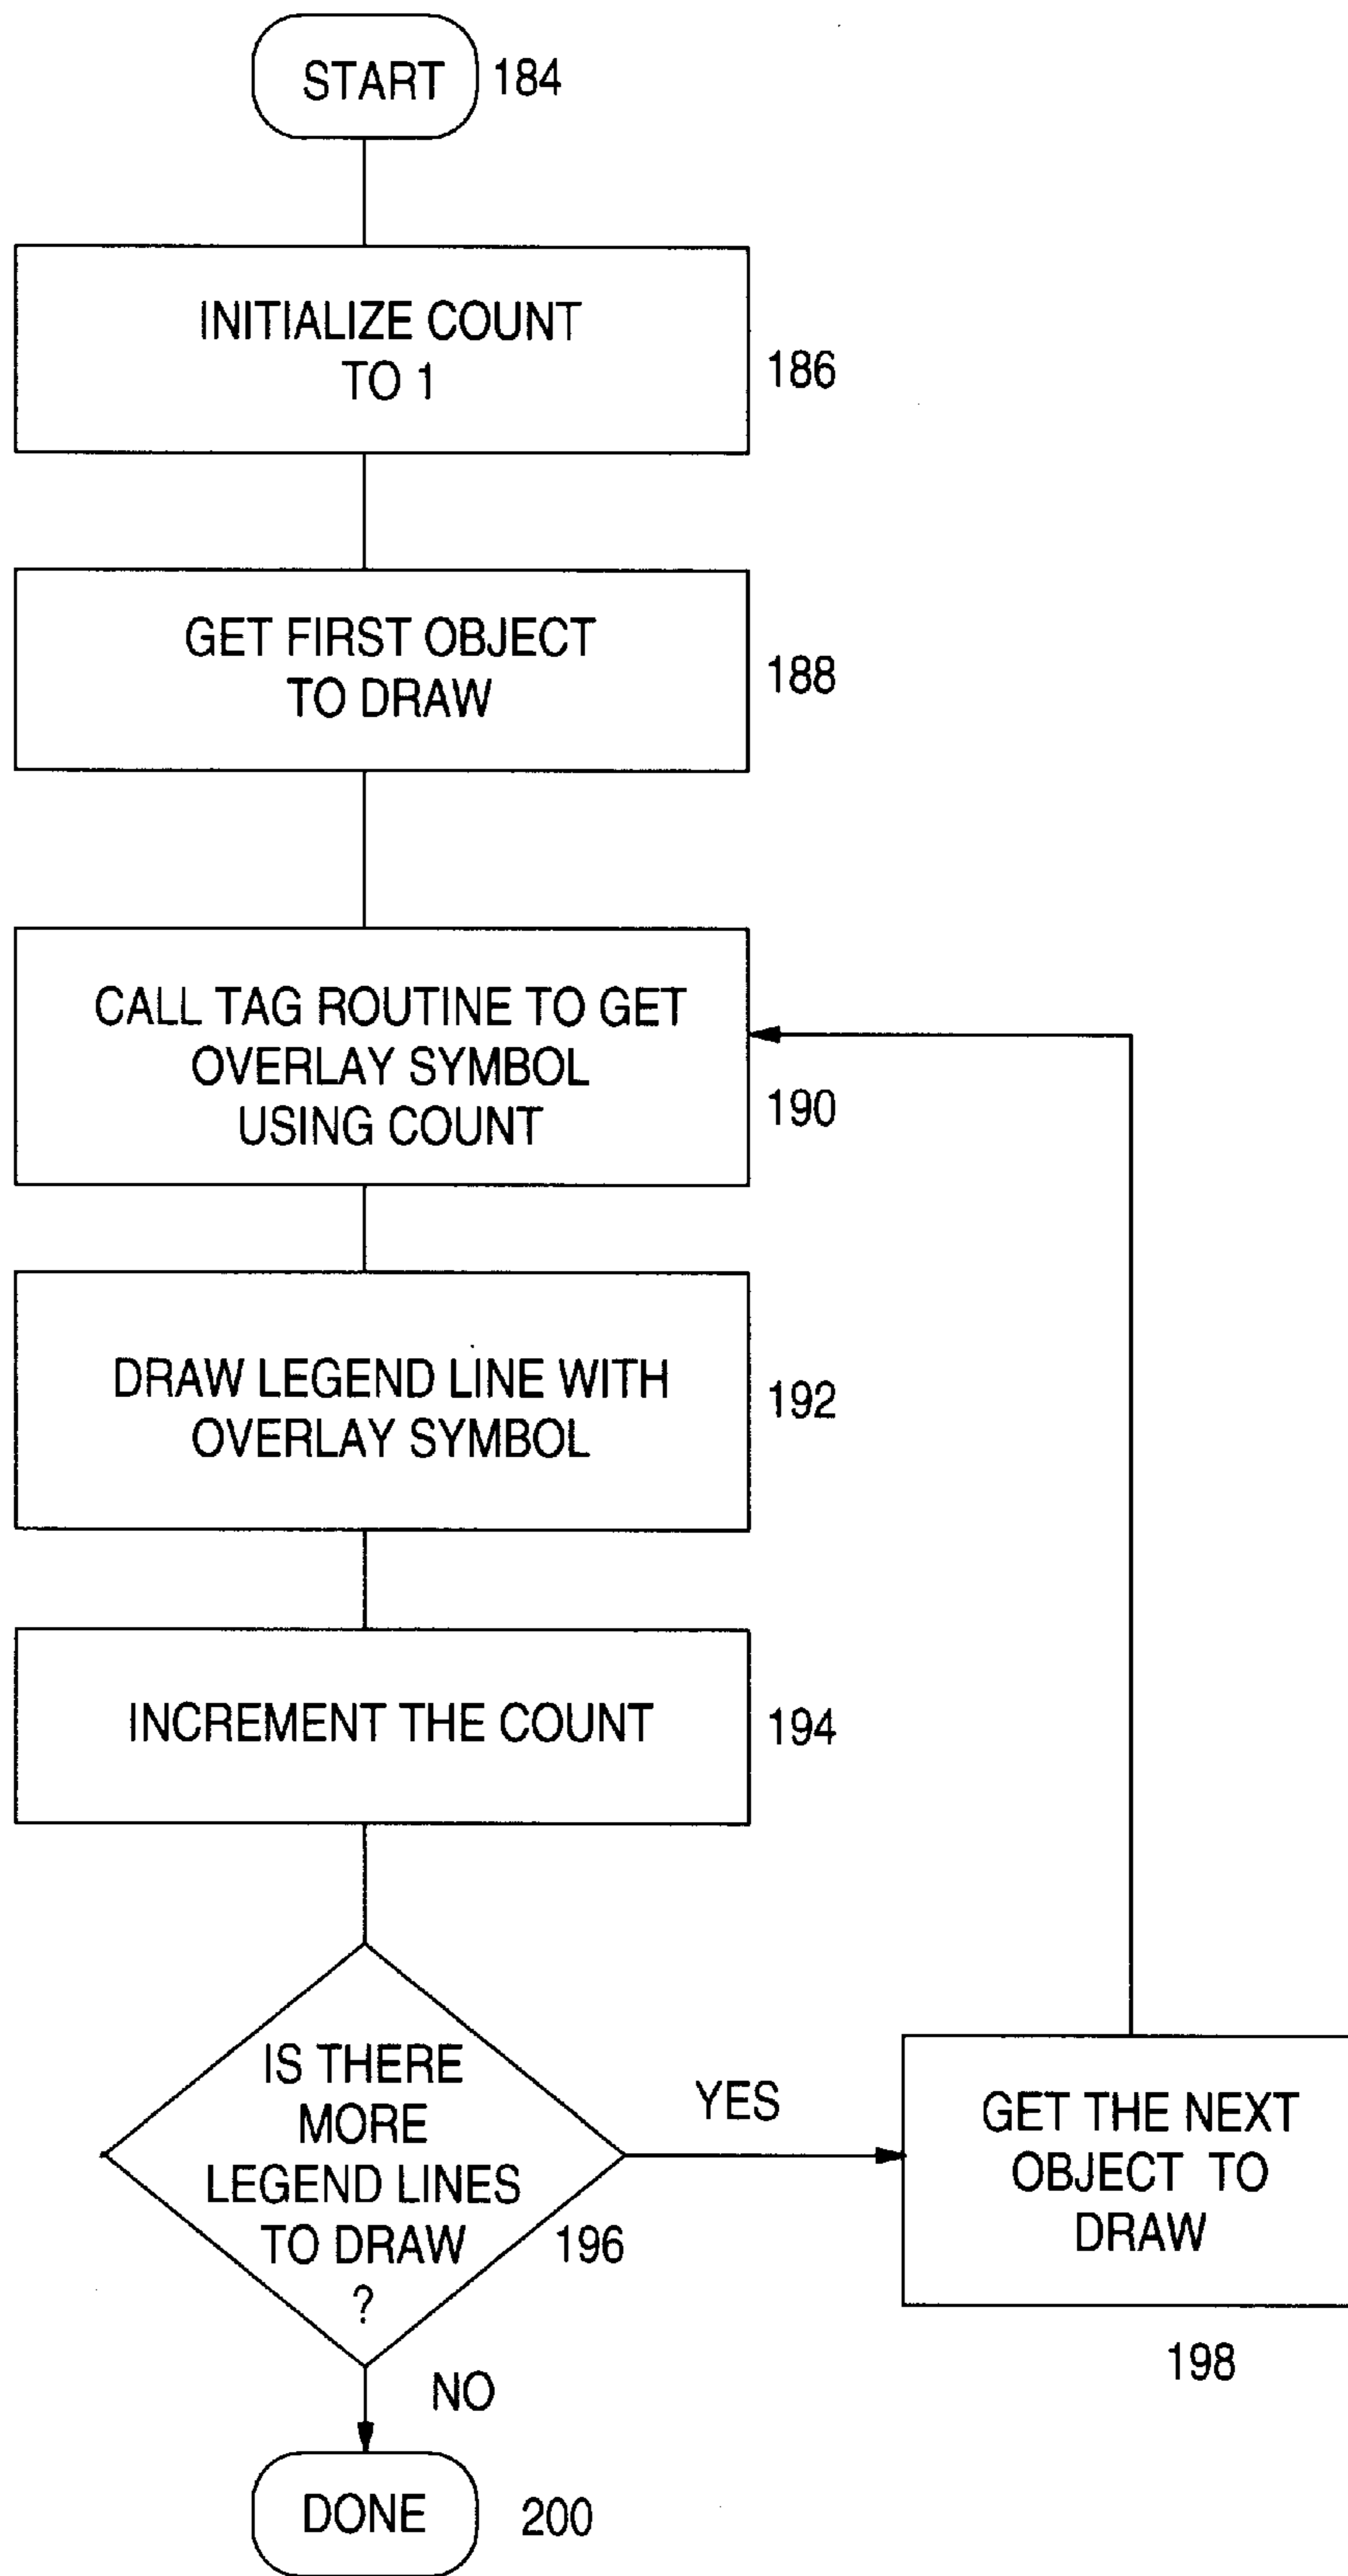 START 184
INITIALIZE COUNT
TO 1
186
GET FIRST OBJECT
TO DRAW
188
CALL TAG ROUTINE TO GET
OVERLAY SYMBOL
USING COUNT
190
DRAW LEGEND LINE WITH
OVERLAY SYMBOL
192
INCREMENT THE COUNT
194
IS THERE
MORE
LEGEND LINES
TO DRAW
?
196
YES
GET THE NEXT
OBJECT TO
DRAW
198
NO
DONE 200